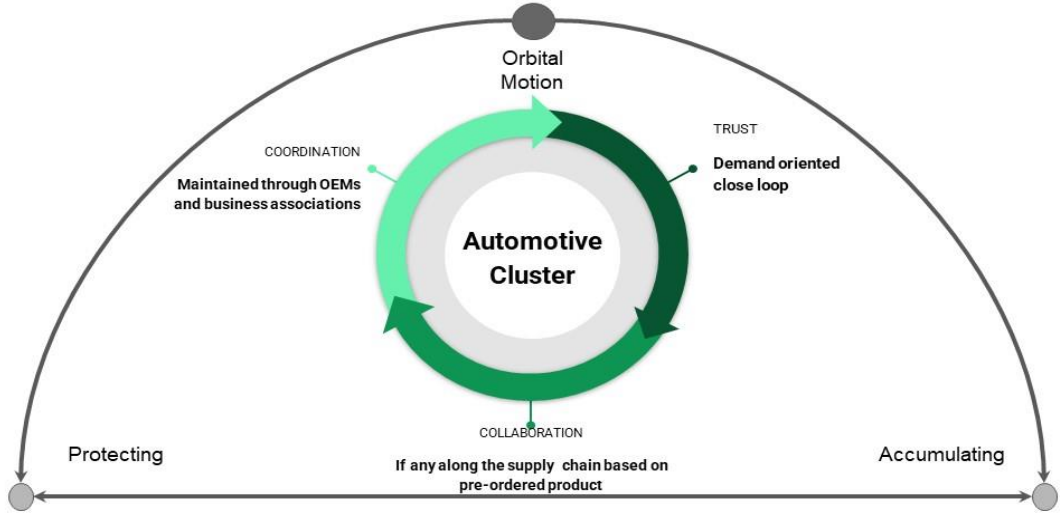 Orbital
Motion
COORDINATION
Maintained through OEMs
and business associations
TRUST
Demand oriented
close loop
Automotive
Cluster
COLLABORATION
If any along the supply chain based on
pre-ordered product
Protecting
Accumulating